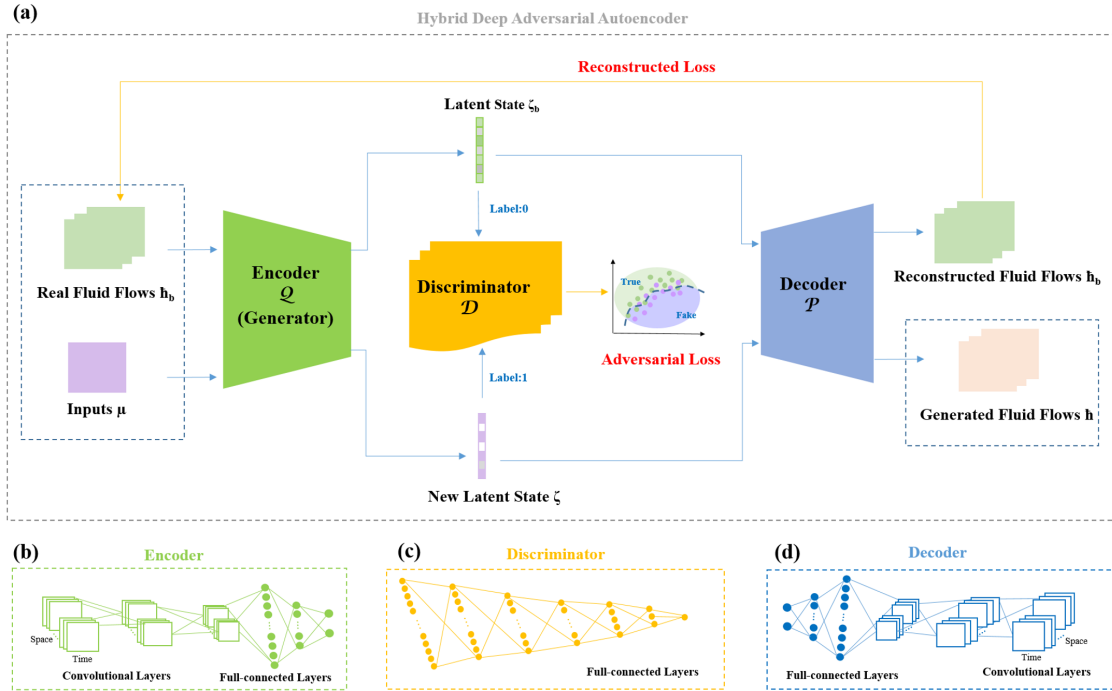 (a)
Hybrid Deep Adversarial Autoencoder
Reconstructed Loss
Latent State ζb
Label:0
Real Fluid Flows ħb
Inputs μ
Encoder
𝒬
(Generator)
Discriminator
𝒟
True
Fake
Adversarial Loss
Label:1
New Latent State ζ
Decoder
𝒫
Reconstructed Fluid Flows ħb
Generated Fluid Flows ħ
(b)
Encoder
Space
Time
Convolutional Layers
Full-connected Layers
(c)
Discriminator
Full-connected Layers
(d)
Decoder
Full-connected Layers
Time
Space
Convolutional Layers